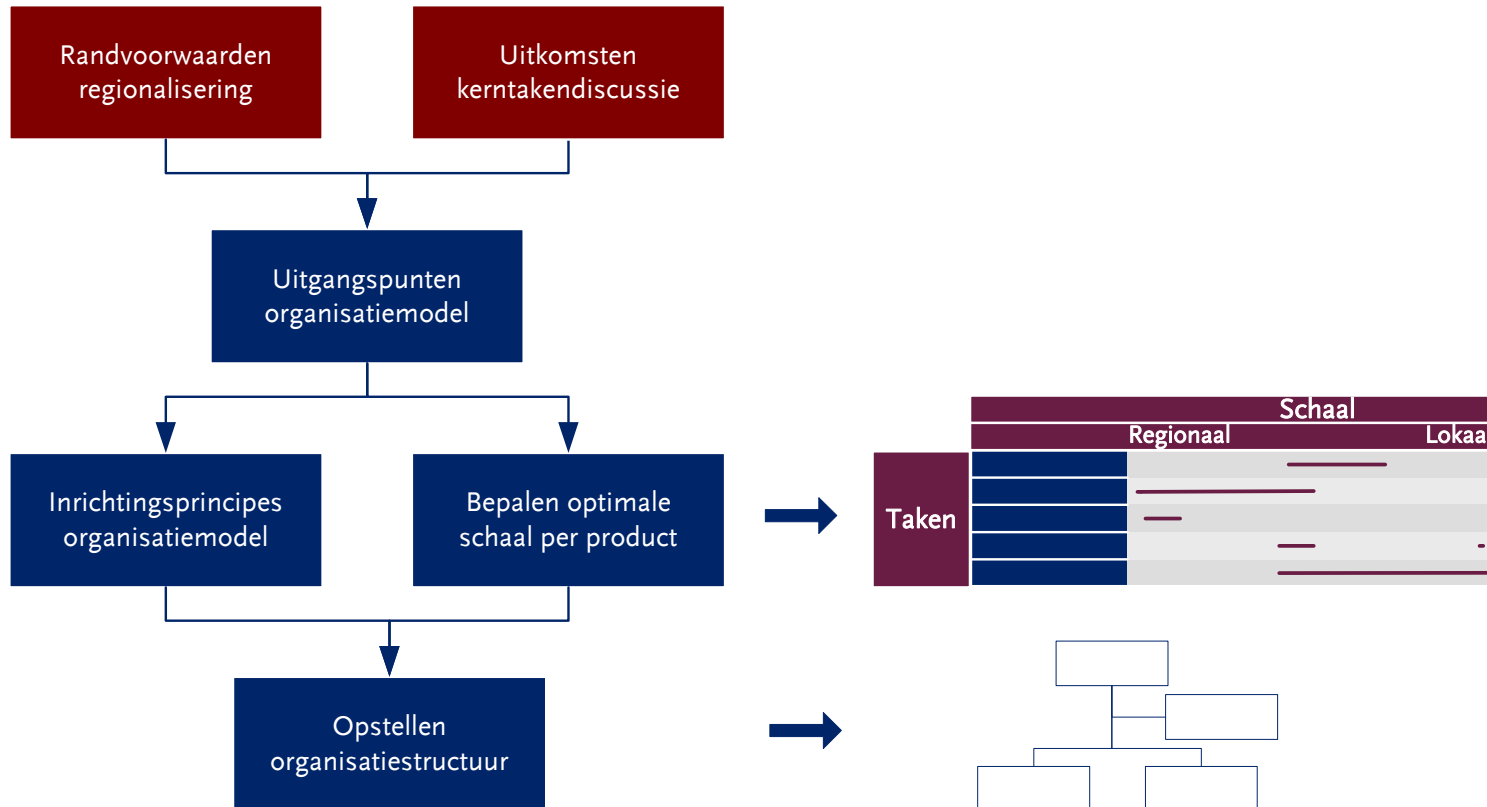 Randvoorwaarden
regionalisering
Uitkomsten
kerntakendiscussie
Uitgangspunten
organisatiemodel
Inrichtingsprincipes
organisatiemodel
Bepalen optimale
schaal per product
Schaal
Regionaal
Lokaa
Taken
Opstellen
organisatiestructuur